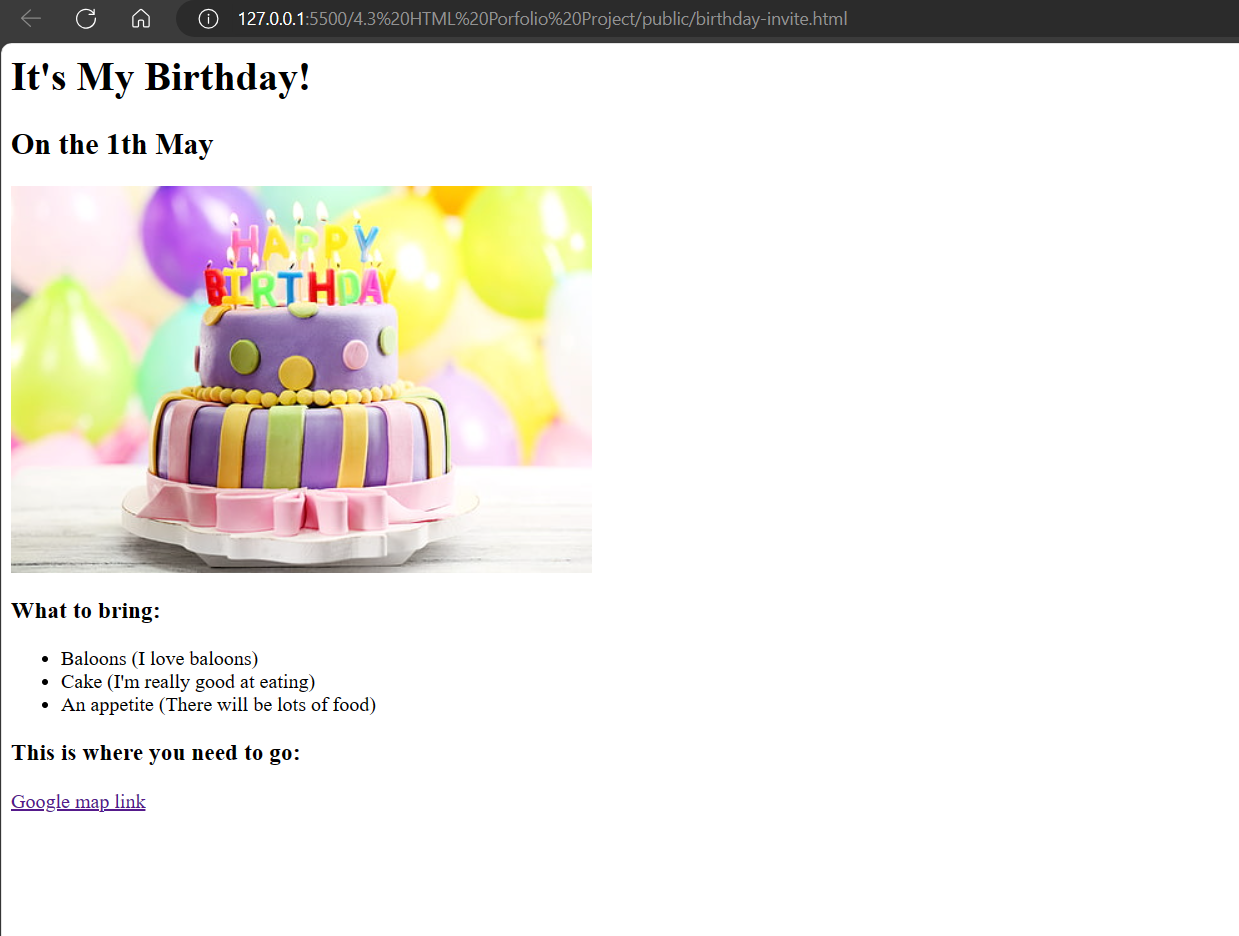 127.0.0.1:5500/4.3%20HTML%20Porfolio%20Project/public/birthday-invite.html
It's My Birthday!
On the 1th May
HAPPY
BIRTHDAY
What to bring:
Baloons (I love baloons)
Cake (I'm really good at eating)
An appetite (There will be lots of food)
This is where you need to go:
Google map link